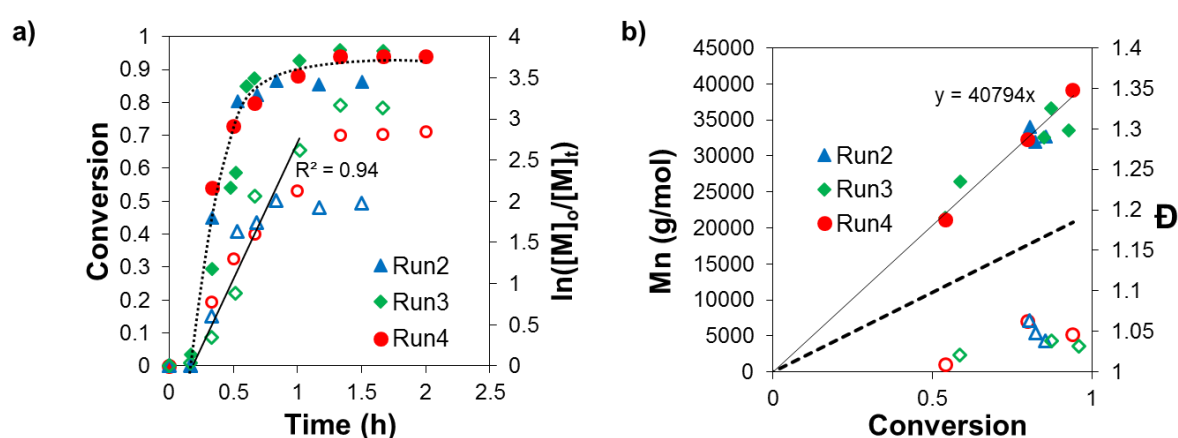 a)
1
0.9
0.8
0.7
0.6
0.5
0.4
0.3
0.2
0.1
0
Conversion
4
3.5
3
2.5
2
1.5
1
0.5
0
ln([M]o/[M]t)
R² = 0.94
Run2
Run3
Run4
0 0.5 1 1.5 2 2.5
Time (h)
b)
45000
40000
35000
30000
25000
20000
15000
10000
5000
0
Mn (g/mol)
1.4
1.35
1.3
1.25
1.2
1.15
1.1
1.05
1
Đ
y = 40794x
Run2
Run3
Run4
0 0.5 1
Conversion